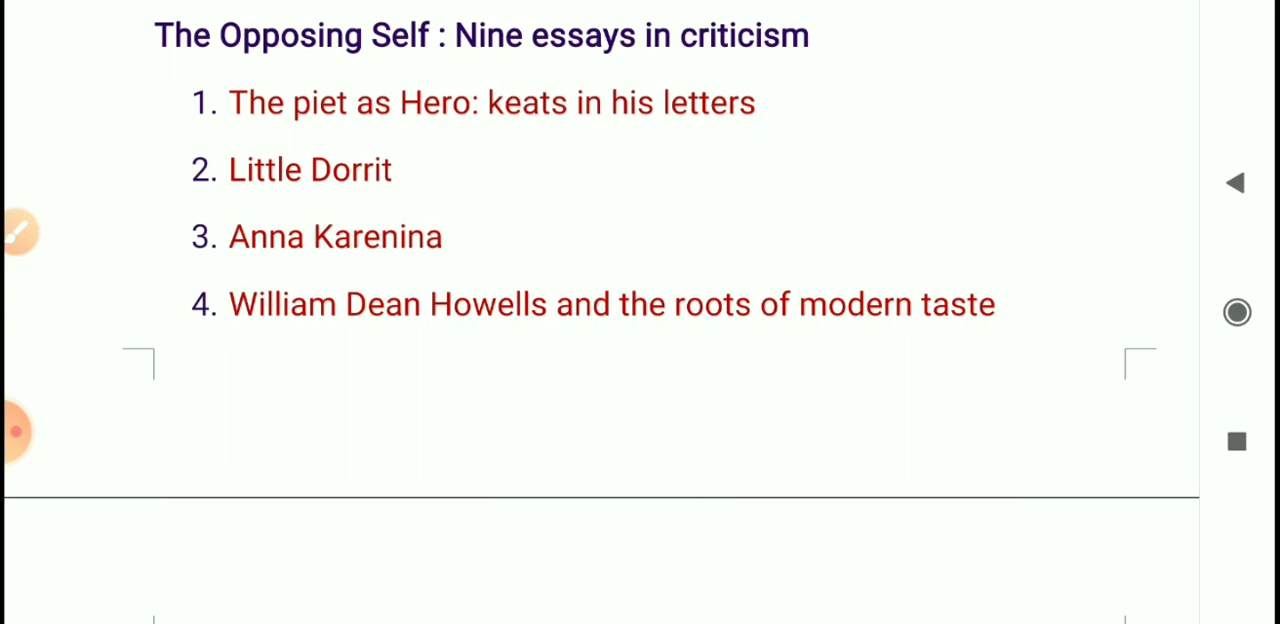 The Opposing Self : Nine essays in criticism
1. The piet as Hero: keats in his letters
2. Little Dorrit
3. Anna Karenina
4. William Dean Howells and the roots of modern taste